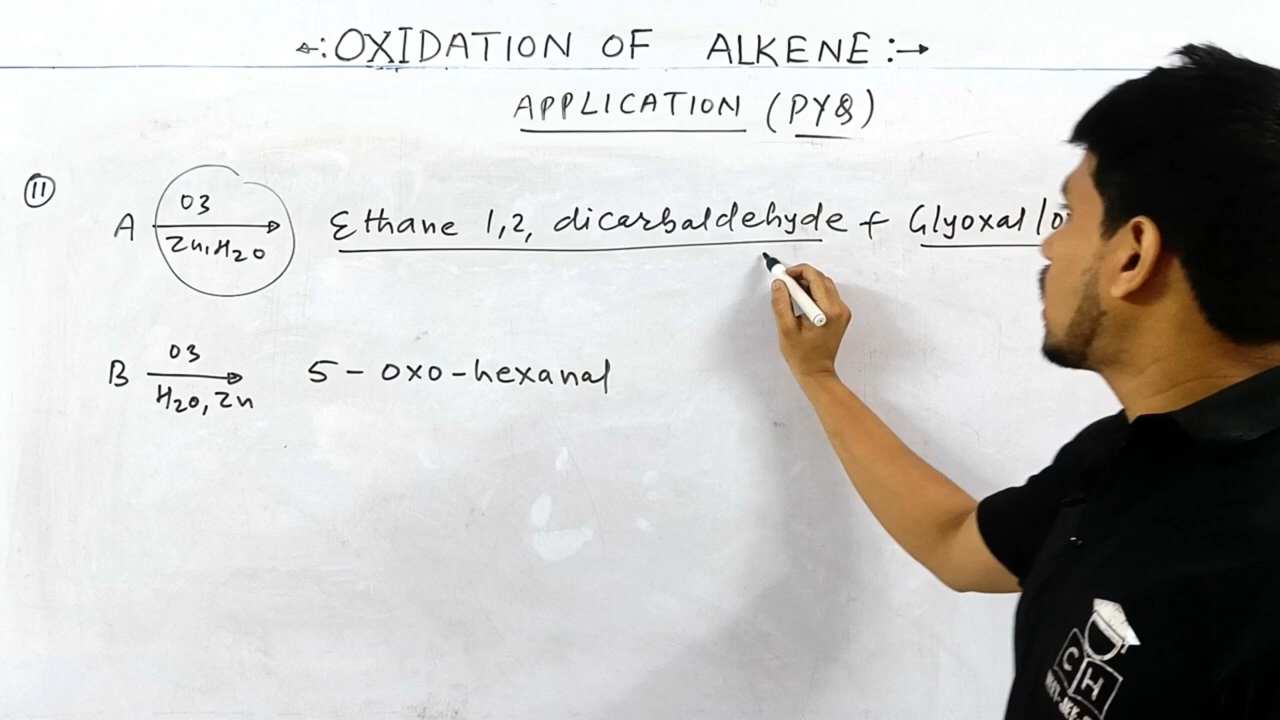 ←:OXIDATION OF ALKENE:→
APPLICATION (PYQ)
11
A O3 Zn, H2O Ethane 1,2, dicarbaldehyde + Glyoxal/o
B O3 H2O, Zn 5-oxo-hexanal
CH